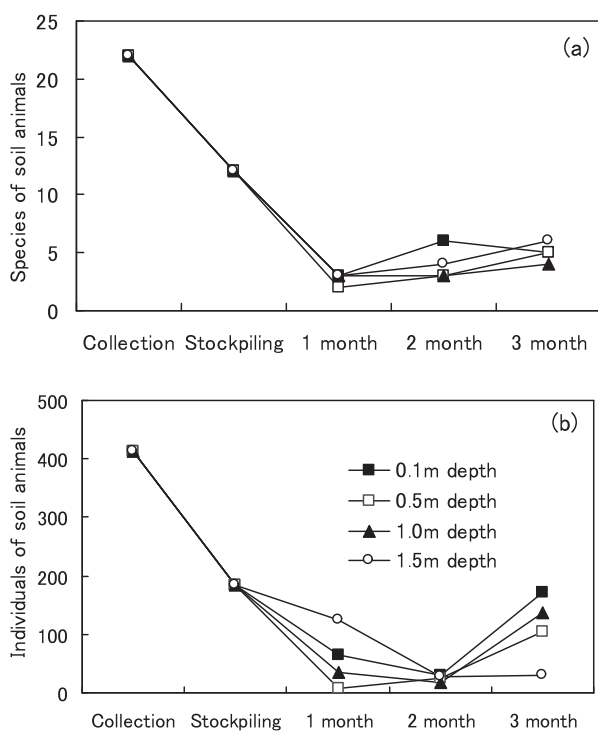 25
(a)
20
15
10
5
0
Species of soil animals
Collection Stockpiling 1 month 2 month 3 month
500
(b)
400
300
200
100
0
Individuals of soil animals
0.1m depth
0.5m depth
1.0m depth
1.5m depth
Collection Stockpiling 1 month 2 month 3 month